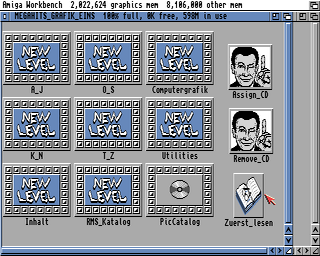 Amiga Workbench 2,022,624 graphics mem 8,106,000 other mem
MEGAHITS_GRAFIK_EINS 100% full, 0K free, 598M in use
NEW LEVEL NEW LEVEL NEW LEVEL
A_J O_S Computergrafik Assign_CD
NEW LEVEL NEW LEVEL NEW LEVEL
K_N T_Z Utilities Remove_CD
NEW LEVEL NEW LEVEL
Inhalt RMS_Katalog PicCatalog Zuerst_lesen